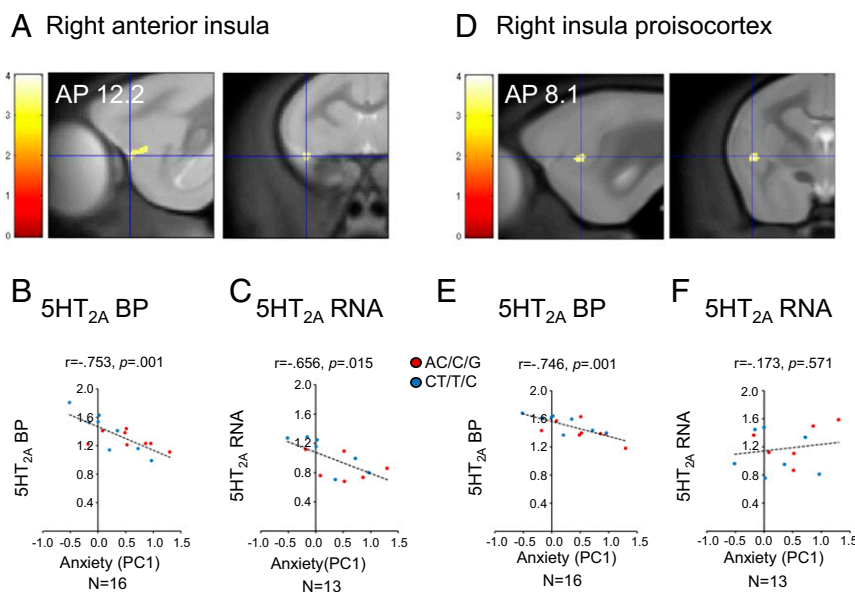 A Right anterior insula
D Right insula proisocortex
4
3
2
1
0
AP 12.2
4
3
2
1
0
AP 8.1
B 5HT2A BP
C 5HT2A RNA
E 5HT2A BP
F 5HT2A RNA
r=-.753, p=.001
r=-.656, p=.015
AC/C/G
CT/T/C
r=-.746, p=.001
r=-.173, p=.571
5HT2A BP
2.0
1.6
1.2
0.8
0.4
-1.0 0.0 0.5 1.0 1.5
Anxiety (PC1)
N=16
5HT2A RNA
2.0
1.6
1.2
0.8
0.4
-1.0 -0.5 0.0 0.5 1.0 1.5
Anxiety(PC1)
N=13
5HT2A BP
2.0
1.6
1.2
0.8
0.4
-1.0 -0.5 0.0 0.5 1.0 1.5
Anxiety (PC1)
N=16
5HT2A RNA
2.0
1.6
1.2
0.8
0.4
-1.0 -0.5 0.0 0.5 1.0 1.5
Anxiety (PC1)
N=13